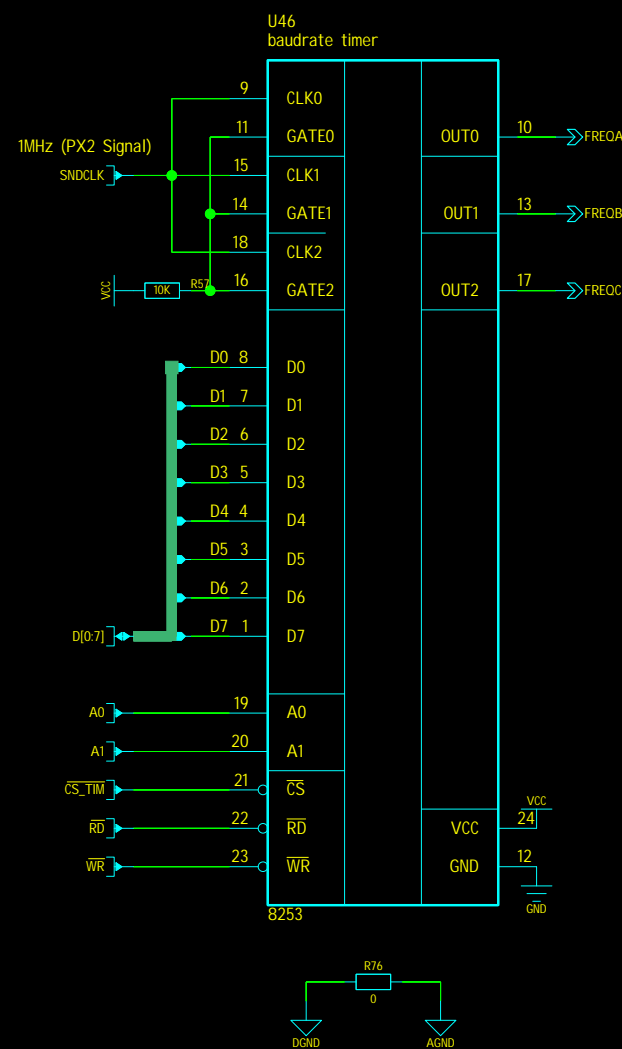 U46
baudrate timer
9 CLK0
11 GATE0 OUT0 10 FREQA
1MHz (PX2 Signal)
SNDCLK 15 CLK1
14 GATE1 OUT1 13 FREQB
18 CLK2
VCC 10K R57 16 GATE2 OUT2 17 FREQC
D0 8 D0
D1 7 D1
D2 6 D2
D3 5 D3
D4 4 D4
D5 3 D5
D6 2 D6
D[0:7] D7 1 D7
A0 19 A0
A1 20 A1
CS_TIM 21 CS
RD 22 RD VCC 24 VCC
WR 23 WR GND 12 GND
8253
R76
0
DGND AGND